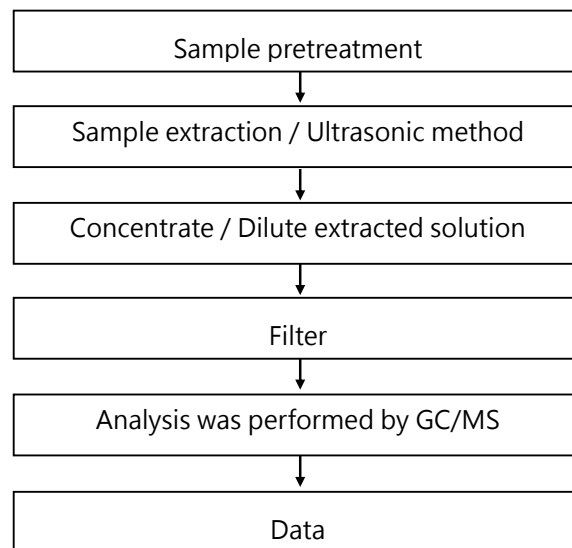 Sample pretreatment
Sample extraction / Ultrasonic method
Concentrate / Dilute extracted solution
Filter
Analysis was performed by GC/MS
Data